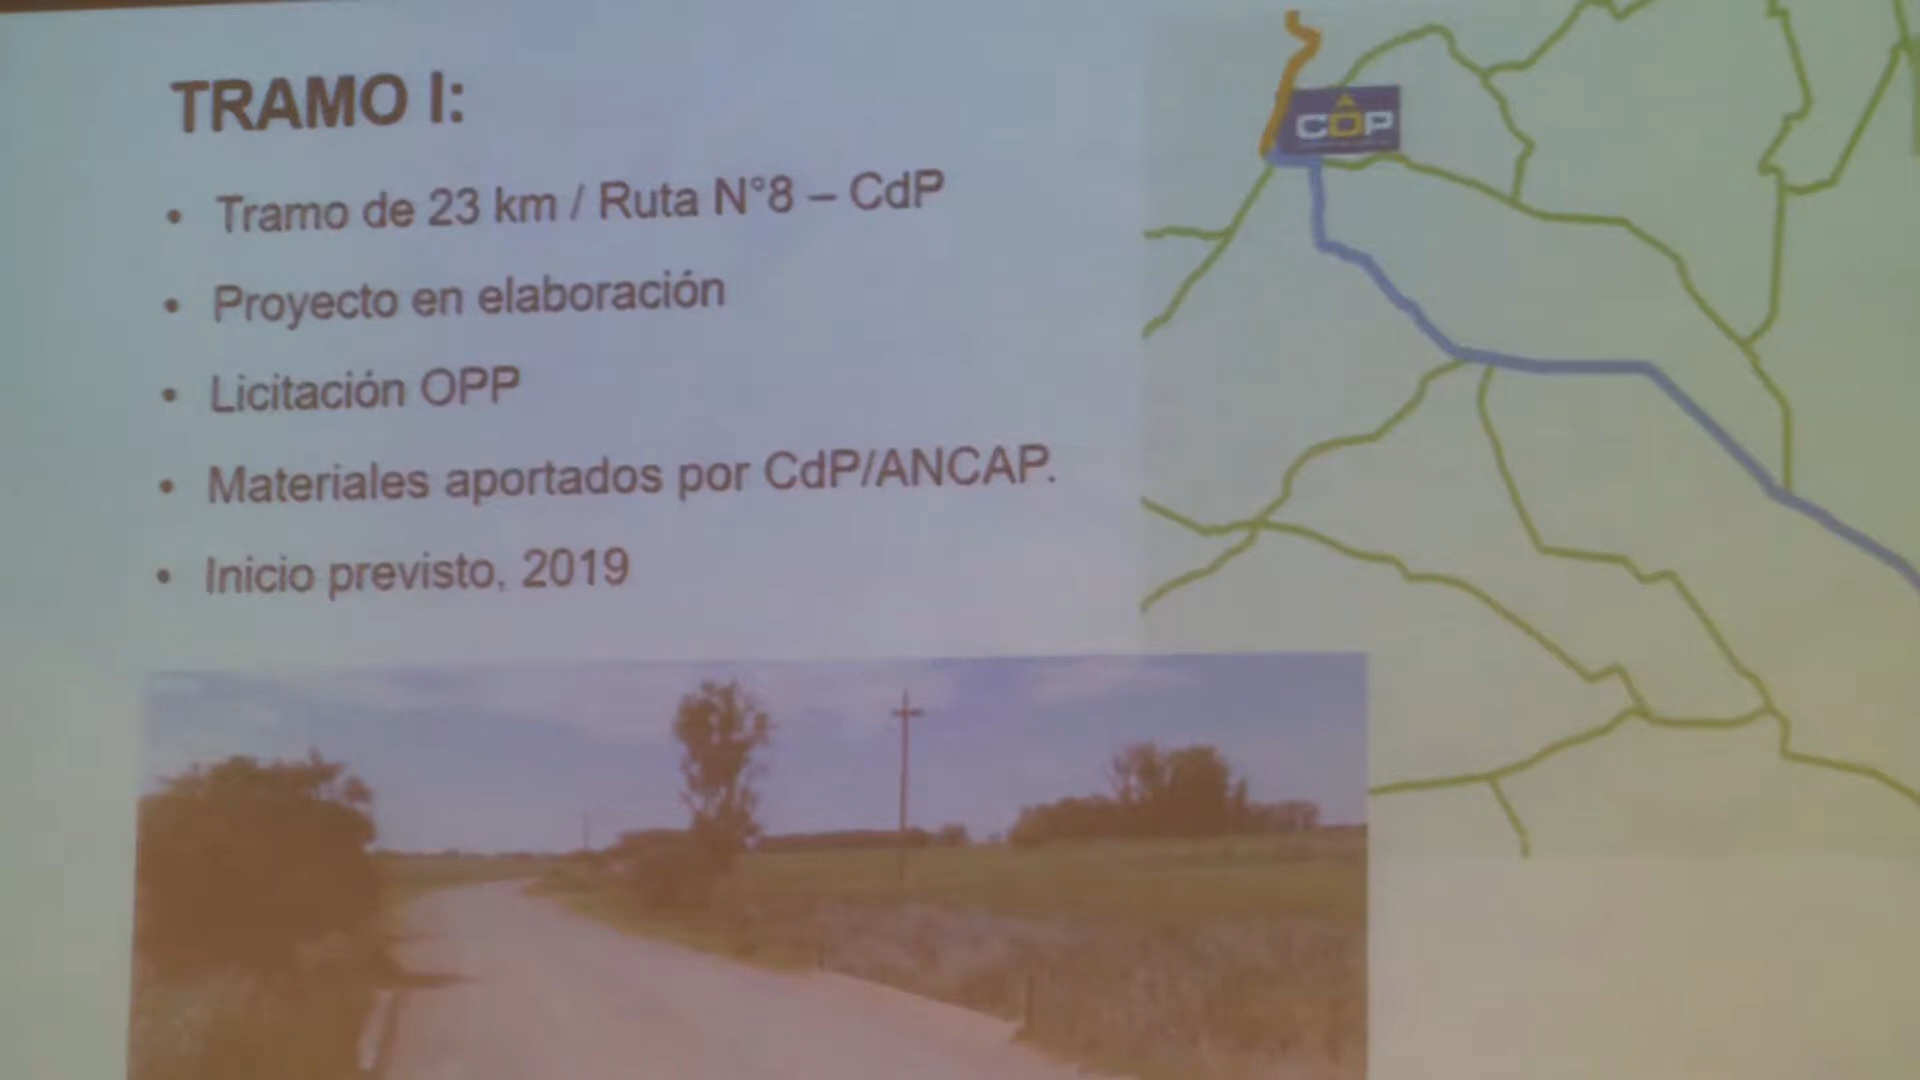 TRAMO I:
• Tramo de 23 km / Ruta N°8 – CdP
• Proyecto en elaboración
• Licitación OPP
• Materiales aportados por CdP/ANCAP.
• Inicio previsto, 2019
CDP